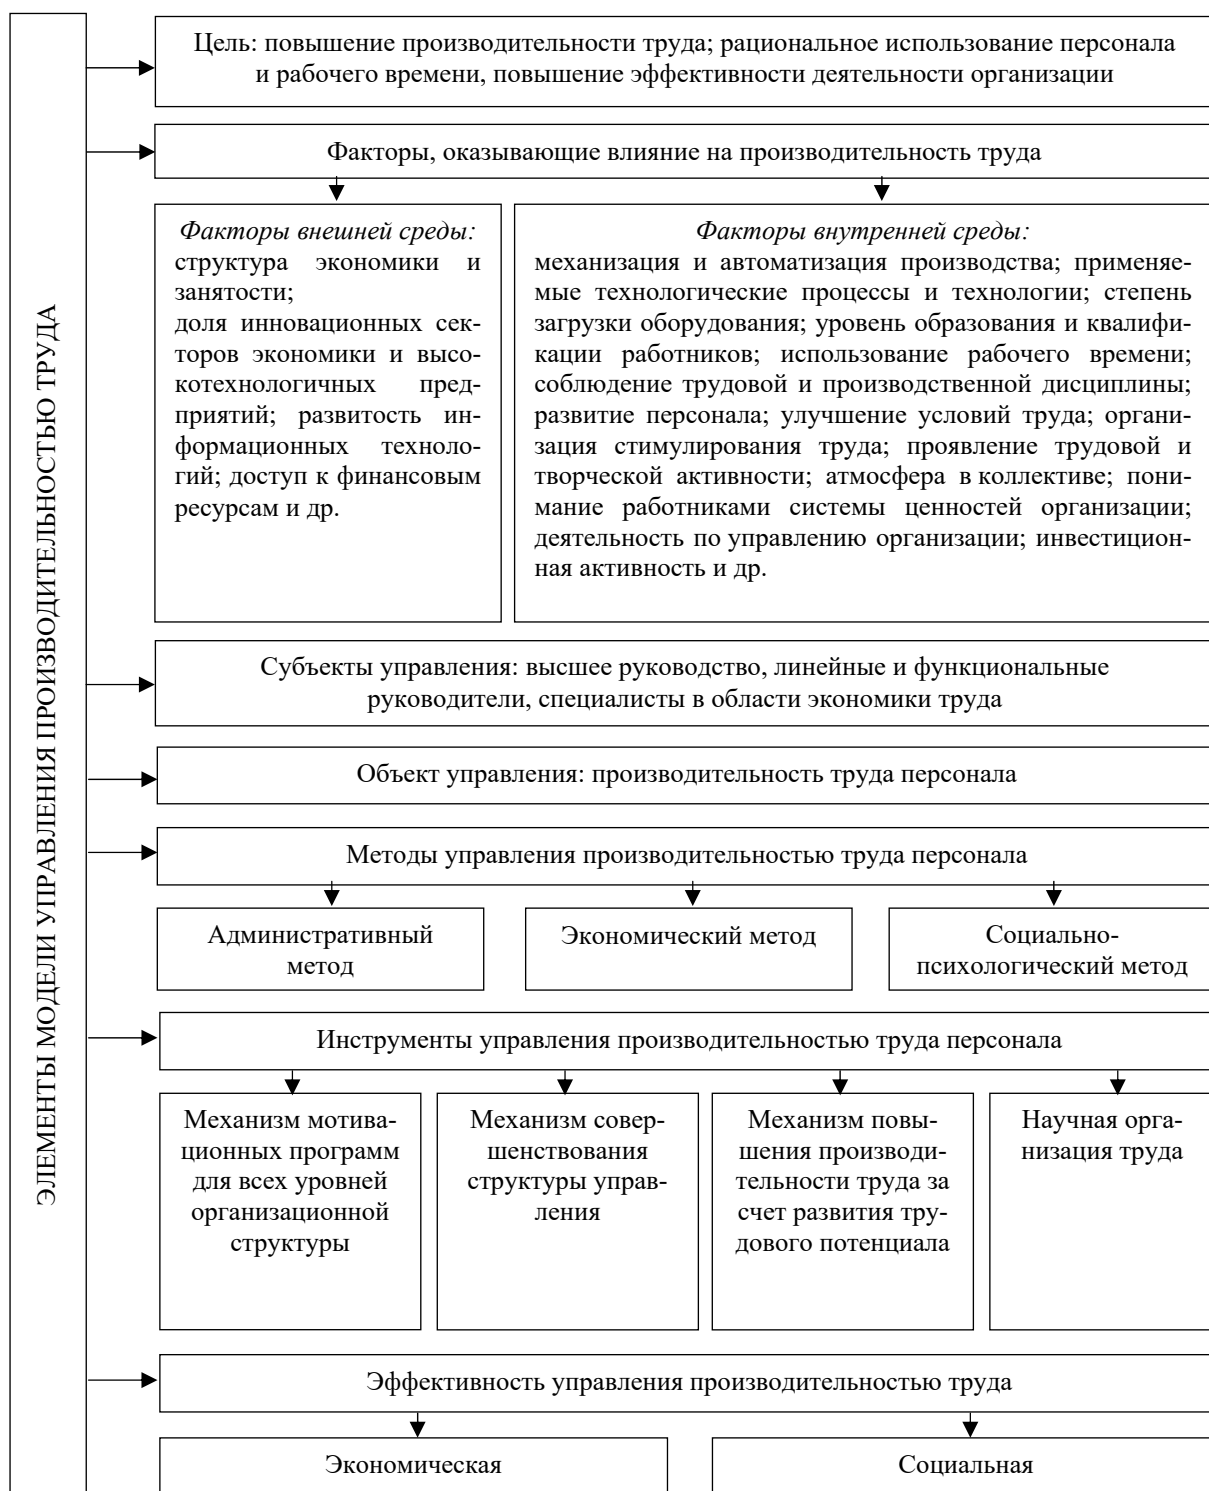 ЭЛЕМЕНТЫ МОДЕЛИ УПРАВЛЕНИЯ ПРОИЗВОДИТЕЛЬНОСТЬЮ ТРУДА
Цель: повышение производительности труда; рациональное использование персонала
и рабочего времени, повышение эффективности деятельности организации
Факторы, оказывающие влияние на производительность труда
Факторы внешней среды:
структура экономики и
занятости;
доля инновационных сек-
торов экономики и высо-
котехнологичных пред-
приятий; развитость ин-
формационных техноло-
гий; доступ к финансовым
ресурсам и др.
Факторы внутренней среды:
механизация и автоматизация производства; применяе-
мые технологические процессы и технологии; степень
загрузки оборудования; уровень образования и квалифи-
кации работников; использование рабочего времени;
соблюдение трудовой и производственной дисциплины;
развитие персонала; улучшение условий труда; органи-
зация стимулирования труда; проявление трудовой и
творческой активности; атмосфера в коллективе; пони-
мание работниками системы ценностей организации;
деятельность по управлению организации; инвестицион-
ная активность и др.
Субъекты управления: высшее руководство, линейные и функциональные
руководители, специалисты в области экономики труда
Объект управления: производительность труда персонала
Методы управления производительностью труда персонала
Административный
метод
Экономический метод
Социально-
психологический метод
Инструменты управления производительностью труда персонала
Механизм мотива-
ционных программ
для всех уровней
организационной
структуры
Механизм совер-
шенствования
структуры управ-
ления
Механизм повы-
шения производи-
тельности труда за
счет развития тру-
дового потенциала
Научная орга-
низация труда
Эффективность управления производительностью труда
Экономическая
Социальная